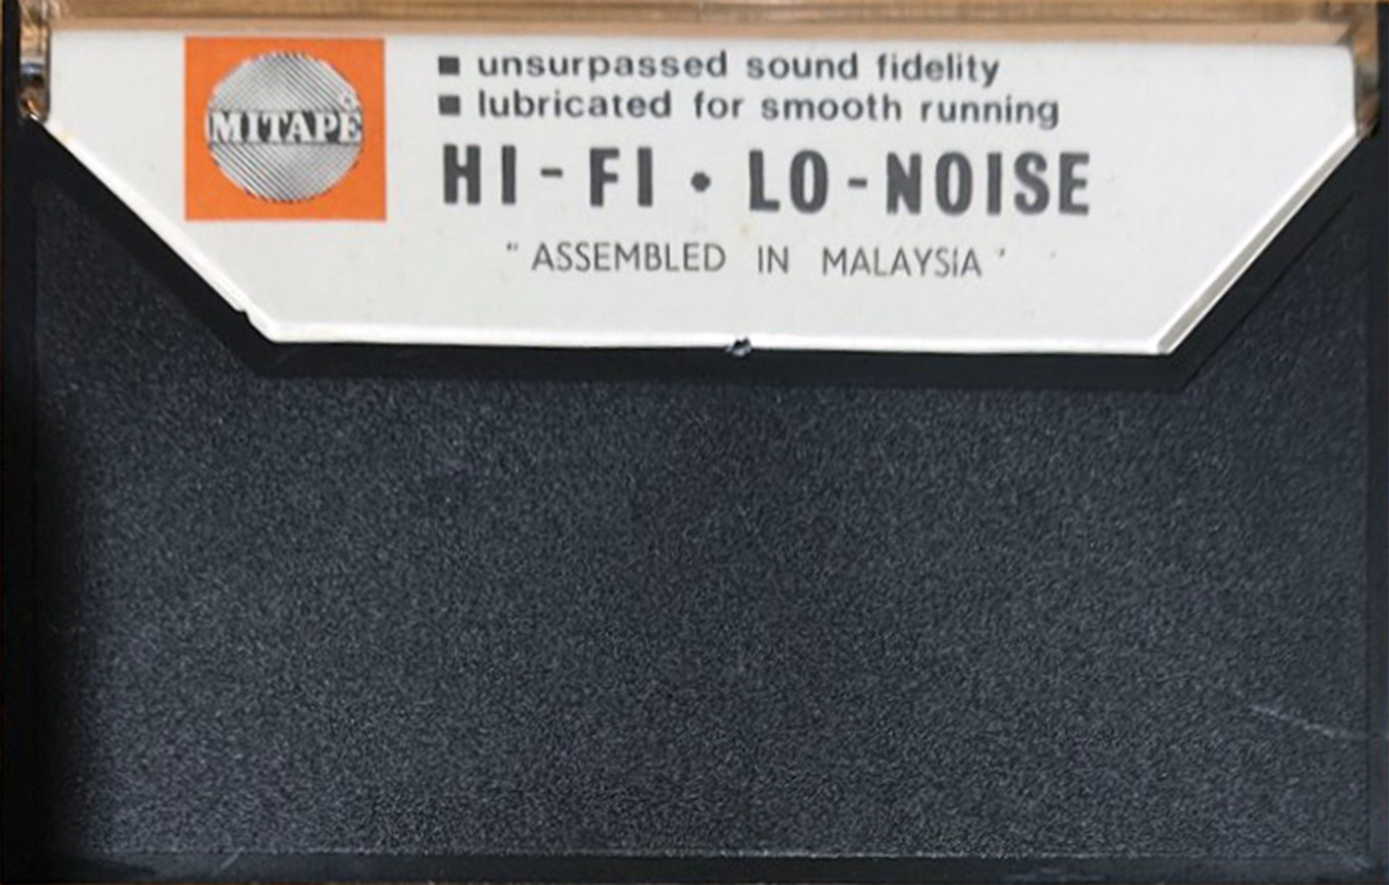 MITAPE
■ unsurpassed sound fidelity
■ lubricated for smooth running
HI-FI • LO-NOISE
" ASSEMBLED IN MALAYSIA '